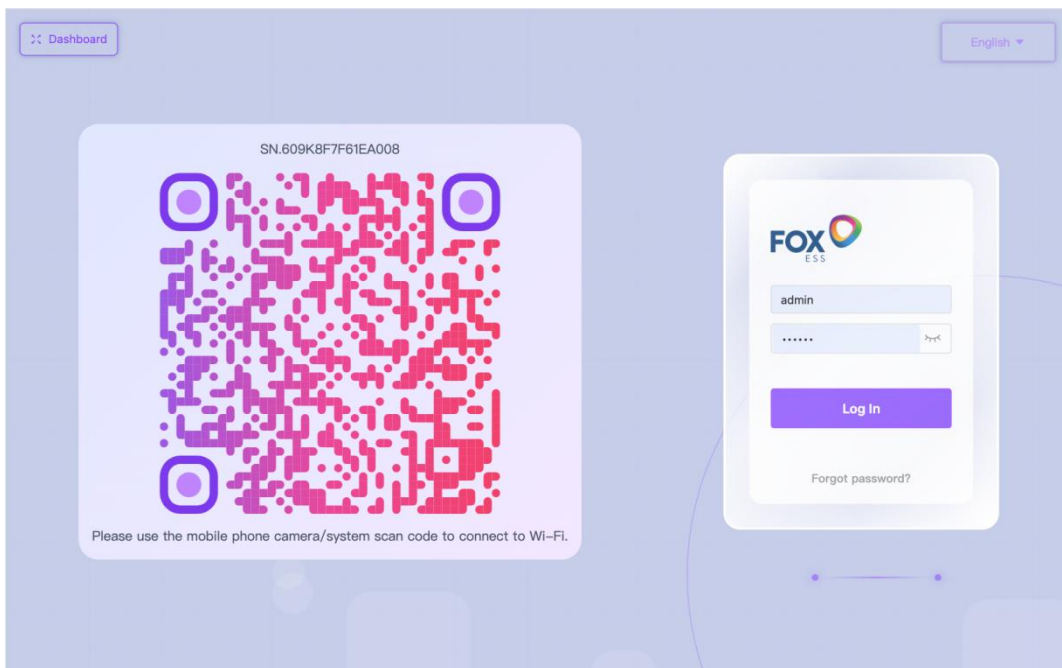 Dashboard
English
SN.609K8F7F61EA008
Please use the mobile phone camera/system scan code to connect to Wi-Fi.
FOX
ESS
admin
••••••
Log In
Forgot password?